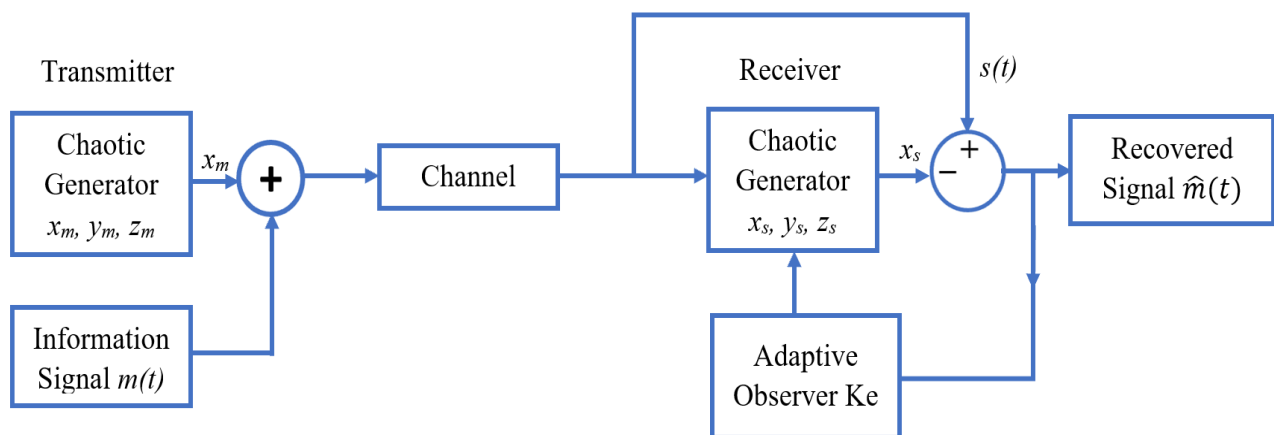 Transmitter
Chaotic
Generator
xₘ, yₘ, zₘ
xₘ
+
Information
Signal m(t)
Channel
Receiver
Chaotic
Generator
xₛ, yₛ, zₛ
xₛ
s(t)
+
−
Adaptive
Observer Ke
Recovered
Signal m̂(t)